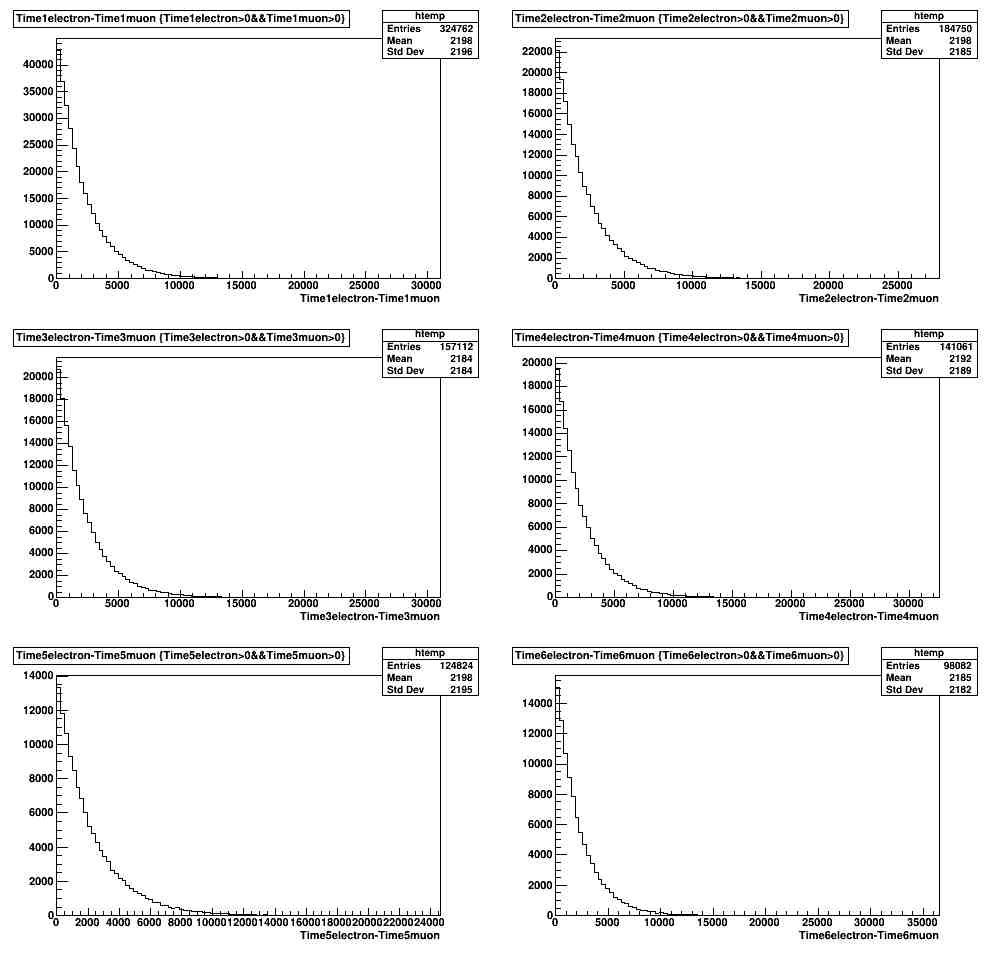 Time1electron-Time1muon {Time1electron>0&&Time1muon>0}
htemp
Entries 324762
Mean 2198
Std Dev 2196
40000
35000
30000
25000
20000
15000
10000
5000
0
0 5000 10000 15000 20000 25000 30000
Time1electron-Time1muon
Time2electron-Time2muon {Time2electron>0&&Time2muon>0}
htemp
Entries 184750
Mean 2198
Std Dev 2185
22000
20000
18000
16000
14000
12000
10000
8000
6000
4000
2000
0
0 5000 10000 15000 20000 25000
Time2electron-Time2muon
Time3electron-Time3muon {Time3electron>0&&Time3muon>0}
htemp
Entries 157112
Mean 2184
Std Dev 2184
20000
18000
16000
14000
12000
10000
8000
6000
4000
2000
0
0 5000 10000 15000 20000 25000 30000
Time3electron-Time3muon
Time4electron-Time4muon {Time4electron>0&&Time4muon>0}
htemp
Entries 141061
Mean 2192
Std Dev 2189
20000
18000
16000
14000
12000
10000
8000
6000
4000
2000
0
0 5000 10000 15000 20000 25000 30000
Time4electron-Time4muon
Time5electron-Time5muon {Time5electron>0&&Time5muon>0}
htemp
Entries 124824
Mean 2198
Std Dev 2195
14000
12000
10000
8000
6000
4000
2000
0
0 2000 4000 6000 8000 10000 12000 14000 16000 18000 20000 22000 24000
Time5electron-Time5muon
Time6electron-Time6muon {Time6electron>0&&Time6muon>0}
htemp
Entries 98082
Mean 2185
Std Dev 2182
14000
12000
10000
8000
6000
4000
2000
0
0 5000 10000 15000 20000 25000 30000 35000
Time6electron-Time6muon